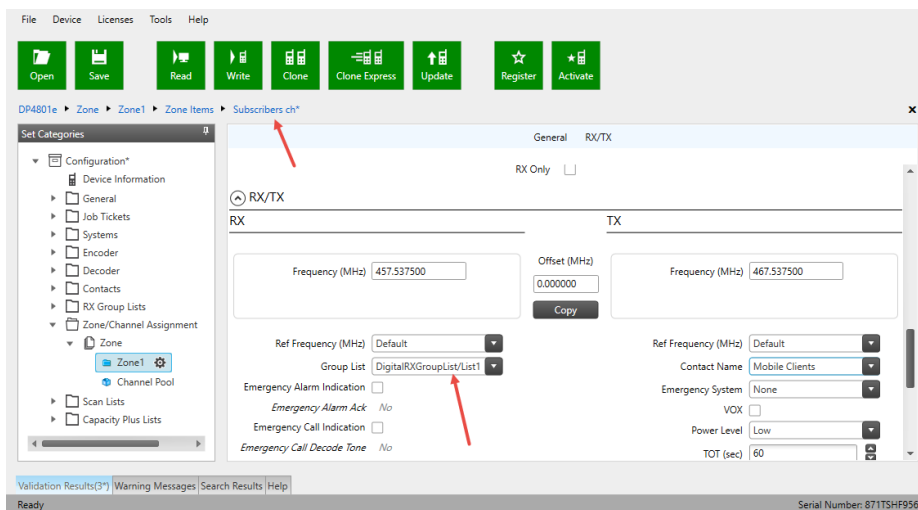 File Device Licenses Tools Help
Open Save Read Write Clone Clone Express Update Register Activate
DP4801e Zone Zone1 Zone Items Subscribers ch*
x
Set Categories
Configuration*
Device Information
General
Job Tickets
Systems
Encoder
Decoder
Contacts
RX Group Lists
Zone/Channel Assignment
Zone
Zone1
Channel Pool
Scan Lists
Capacity Plus Lists
General RX/TX
RX Only
RX/TX
RX TX
Offset (MHz)
Frequency (MHz) 457.537500 0.000000 Frequency (MHz) 467.537500
Copy
Ref Frequency (MHz) Default Ref Frequency (MHz) Default
Group List DigitalRXGroupList/List1 Contact Name Mobile Clients
Emergency Alarm Indication Emergency System None
Emergency Alarm Ack No VOX
Emergency Call Indication Power Level Low
Emergency Call Decode Tone No TOT (sec) 60
Validation Results(3*) Warning Messages Search Results Help
Ready Serial Number: 871TSHF956